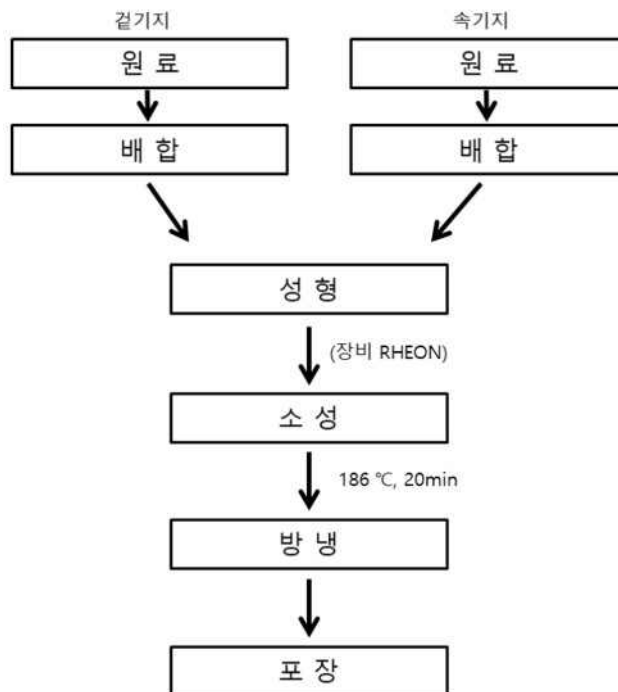 겉기지
속기지
원 료
원 료
배 합
배 합
성 형
(장비 RHEON)
소 성
186 ℃, 20min
방 냉
포 장